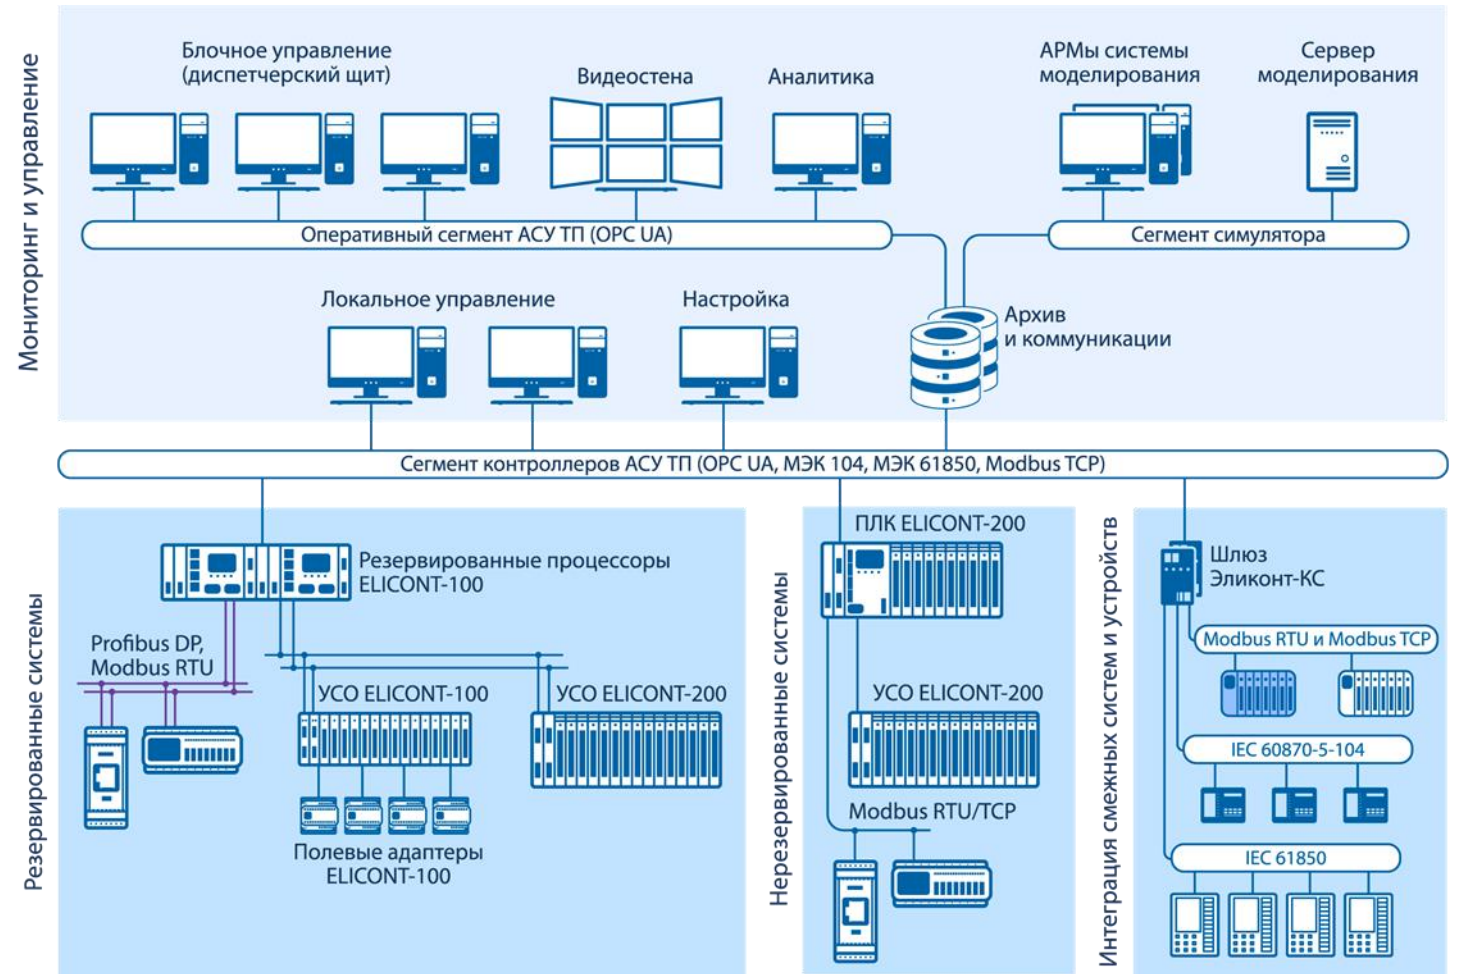 Мониторинг и управление
Блочное управление
(диспетчерский щит)
Видеостена
Аналитика
АРМы системы
моделирования
Сервер
моделирования
Оперативный сегмент АСУ ТП (OPC UA)
Сегмент симулятора
Локальное управление
Настройка
Архив
и коммуникации
Сегмент контроллеров АСУ ТП (OPC UA, МЭК 104, МЭК 61850, Modbus TCP)
Резервированные системы
Резервированные процессоры
ELICONT-100
Profibus DP,
Modbus RTU
УСО ELICONT-100
УСО ELICONT-200
Полевые адаптеры
ELICONT-100
Нерезервированные системы
ПЛК ELICONT-200
УСО ELICONT-200
Modbus RTU/TCP
Интеграция смежных систем и устройств
Шлюз
Эликонт-КС
Modbus RTU и Modbus TCP
IEC 60870-5-104
IEC 61850